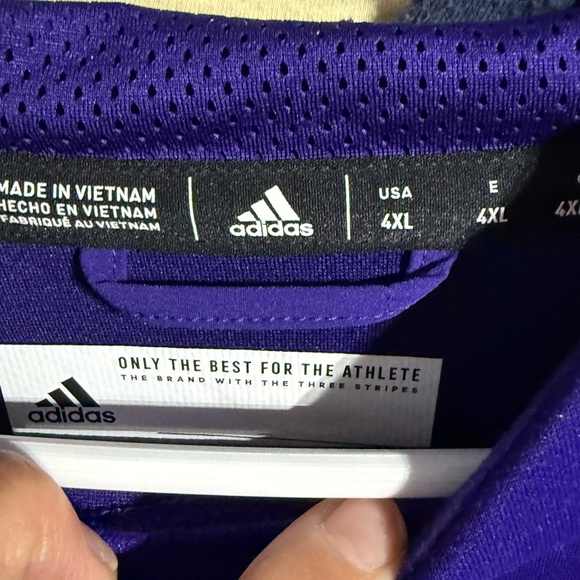 MADE IN VIETNAM
HECHO EN VIETNAM
FABRIQUÉ AU VIETNAM
adidas
USA
4XL
E
4XL
ONLY THE BEST FOR THE ATHLETE
THE BRAND WITH THE THREE STRIPES
adidas